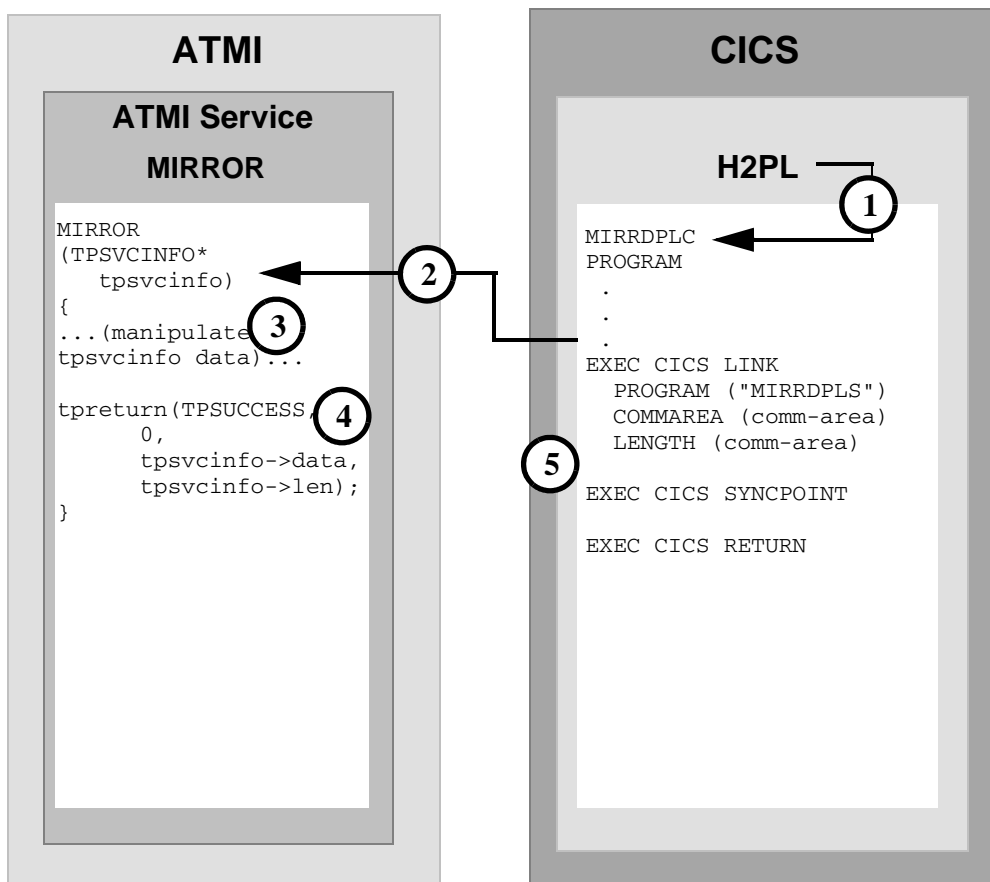 ATMI
ATMI Service
MIRROR
MIRROR
(TPSVCINFO*
tpsvcinfo)
{
...(manipulate
tpsvcinfo data)...
tpreturn(TPSUCCESS,
0,
tpsvcinfo->data,
tpsvcinfo->len);
}
2
3
4
CICS
H2PL
1
MIRRDPLC
PROGRAM
.
.
.
EXEC CICS LINK
PROGRAM ("MIRRDPLS")
COMMAREA (comm-area)
LENGTH (comm-area)
5
EXEC CICS SYNCPOINT
EXEC CICS RETURN